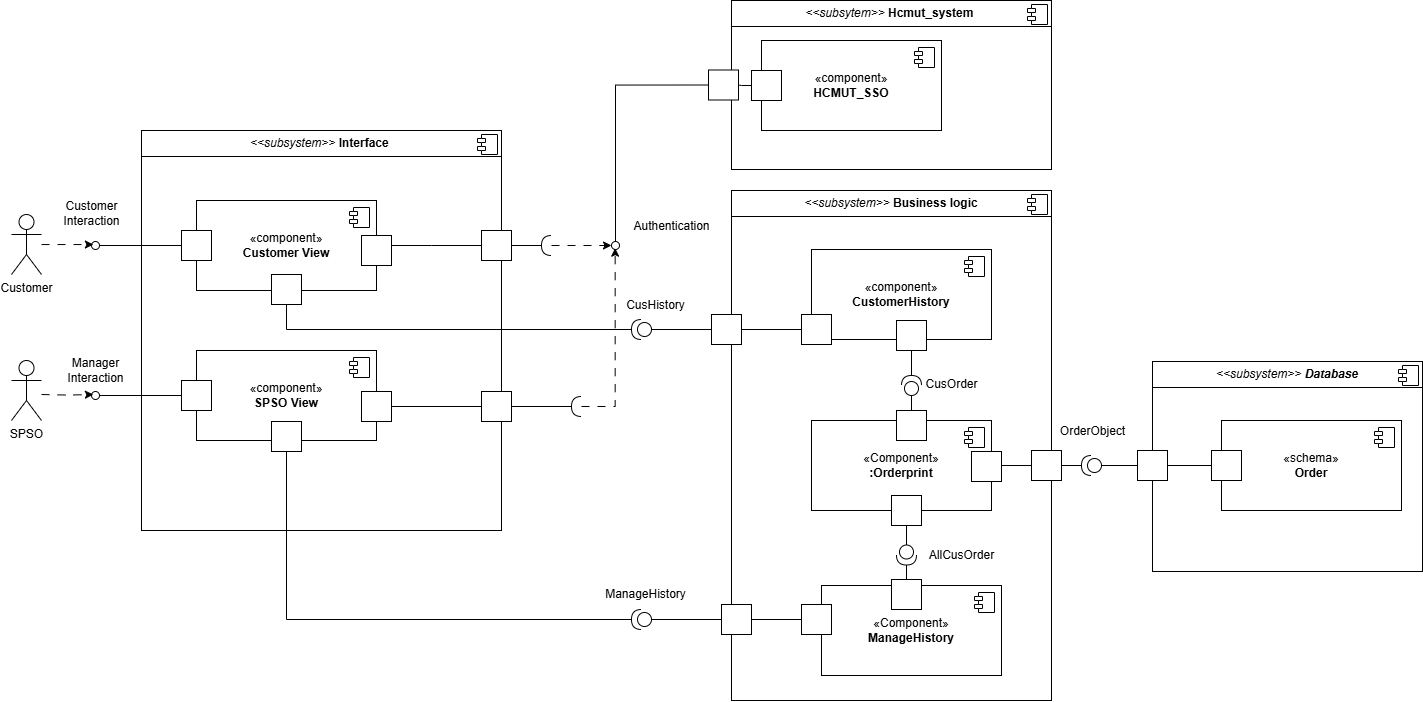 <<subsytem>> Hcmut_system
«component»
HCMUT_SSO
<<subsystem>> Interface
Customer
Interaction
«component»
Customer View
Customer
Authentication
<<subsystem>> Business logic
«component»
CustomerHistory
CusHistory
Manager
Interaction
«component»
SPSO View
SPSO
CusOrder
<<subsystem>> Database
«Component»
:Orderprint
OrderObject
«schema»
Order
AllCusOrder
ManageHistory
«Component»
ManageHistory